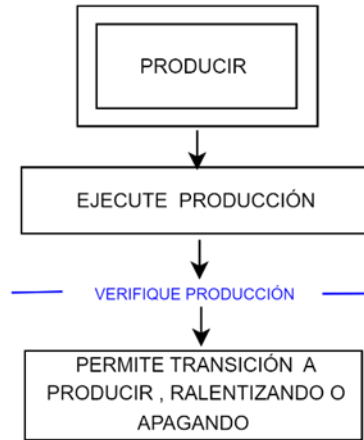 PRODUCIR
EJECUTE PRODUCCIÓN
VERIFIQUE PRODUCCIÓN
PERMITE TRANSICIÓN A
PRODUCIR , RALENTIZANDO O
APAGANDO